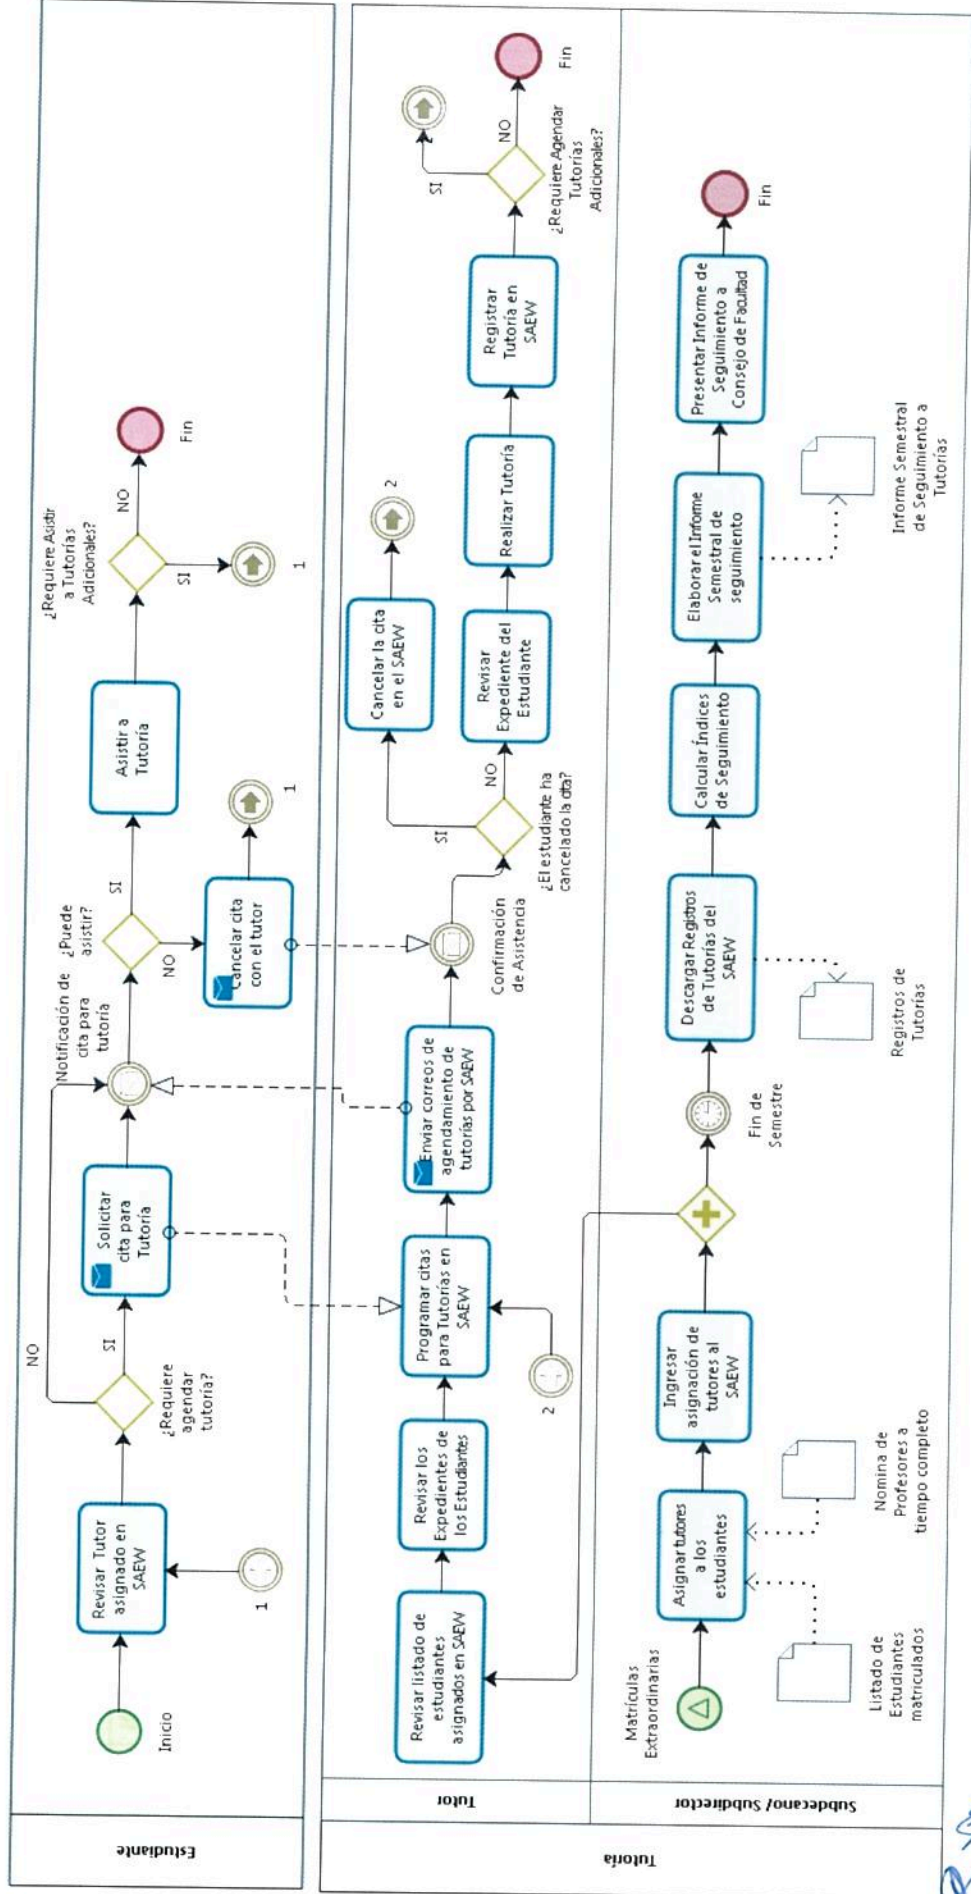 Estudiante
Inicio
Revisar Tutor
asignado en
SAEW
1
¿Requiere
agendar
tutoría?
NO
SI
Solicitar
cita para
Tutoría
Notificación de
cita para
tutoría
¿Puede
asistir?
SI
NO
Cancelar cita
con el tutor
1
Asistir a
Tutoría
¿Requiere Asistir
a Tutorías
Adicionales?
NO
SI
1
Fin
Tutoría
Tutor
Revisar listado de
estudiantes
asignados en SAEW
Revisar los
Expedientes de
los Estudiantes
Programar citas
para Tutorías en
SAEW
2
Enviar correos de
agendamiento de
tutorías por SAEW
Confirmación
de Asistencia
¿El estudiante ha
cancelado la cita?
SI
NO
Cancelar la cita
en el SAEW
2
Revisar
Expediente del
Estudiante
Realizar Tutoría
Registrar
Tutoría en
SAEW
¿Requiere Agendar
Tutorías
Adicionales?
SI
2
NO
Fin
Subdecano/ Subdirector
Matrículas
Extraordinarias
Listado de
Estudiantes
matriculados
Asignar tutores
a los
estudiantes
Nomina de
Profesores a
tiempo completo
Ingresar
asignación de
tutores al
SAEW
Fin de
Semestre
Descargar Registros
de Tutorías del
SAEW
Registros de
Tutorías
Calcular Índices
de Seguimiento
Elaborar el Informe
Semestral de
seguimiento
Informe Semestral
de Seguimiento a
Tutorías
Presentar Informe de
Seguimiento a
Consejo de Facultad
Fin